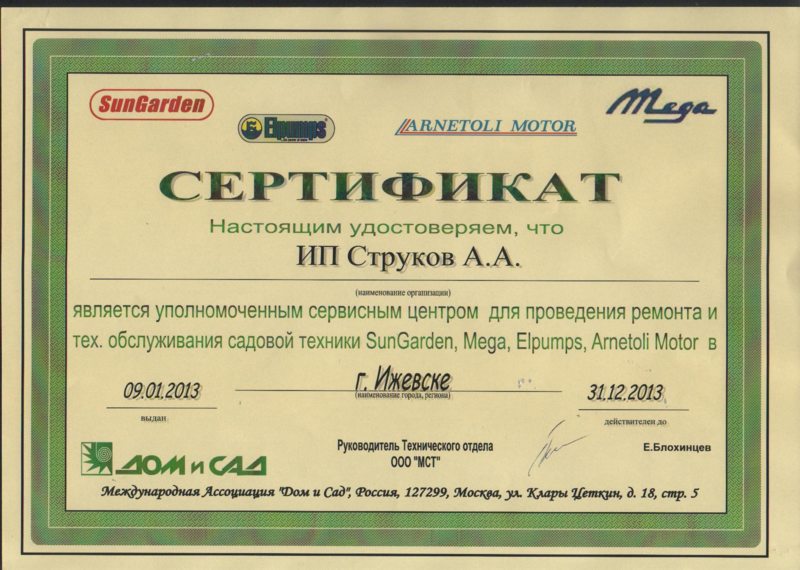 SunGarden
Elpumps
ARNETOLI MOTOR
Mega
СЕРТИФИКАТ
Настоящим удостоверяем, что
ИП Струков А.А.
(наименование организации)
является уполномоченным сервисным центром для проведения ремонта и
тех. обслуживания садовой техники SunGarden, Mega, Elpumps, Arnetoli Motor в
09.01.2013
г. Ижевске
31.12.2013
(наименование города, региона)
выдан
действителен до
Руководитель Технического отдела
ООО "МСТ"
Е.Блохинцев
ДОМ и САД
Международная Ассоциация "Дом и Сад", Россия, 127299, Москва, ул. Клары Цеткин, д. 18, стр. 5